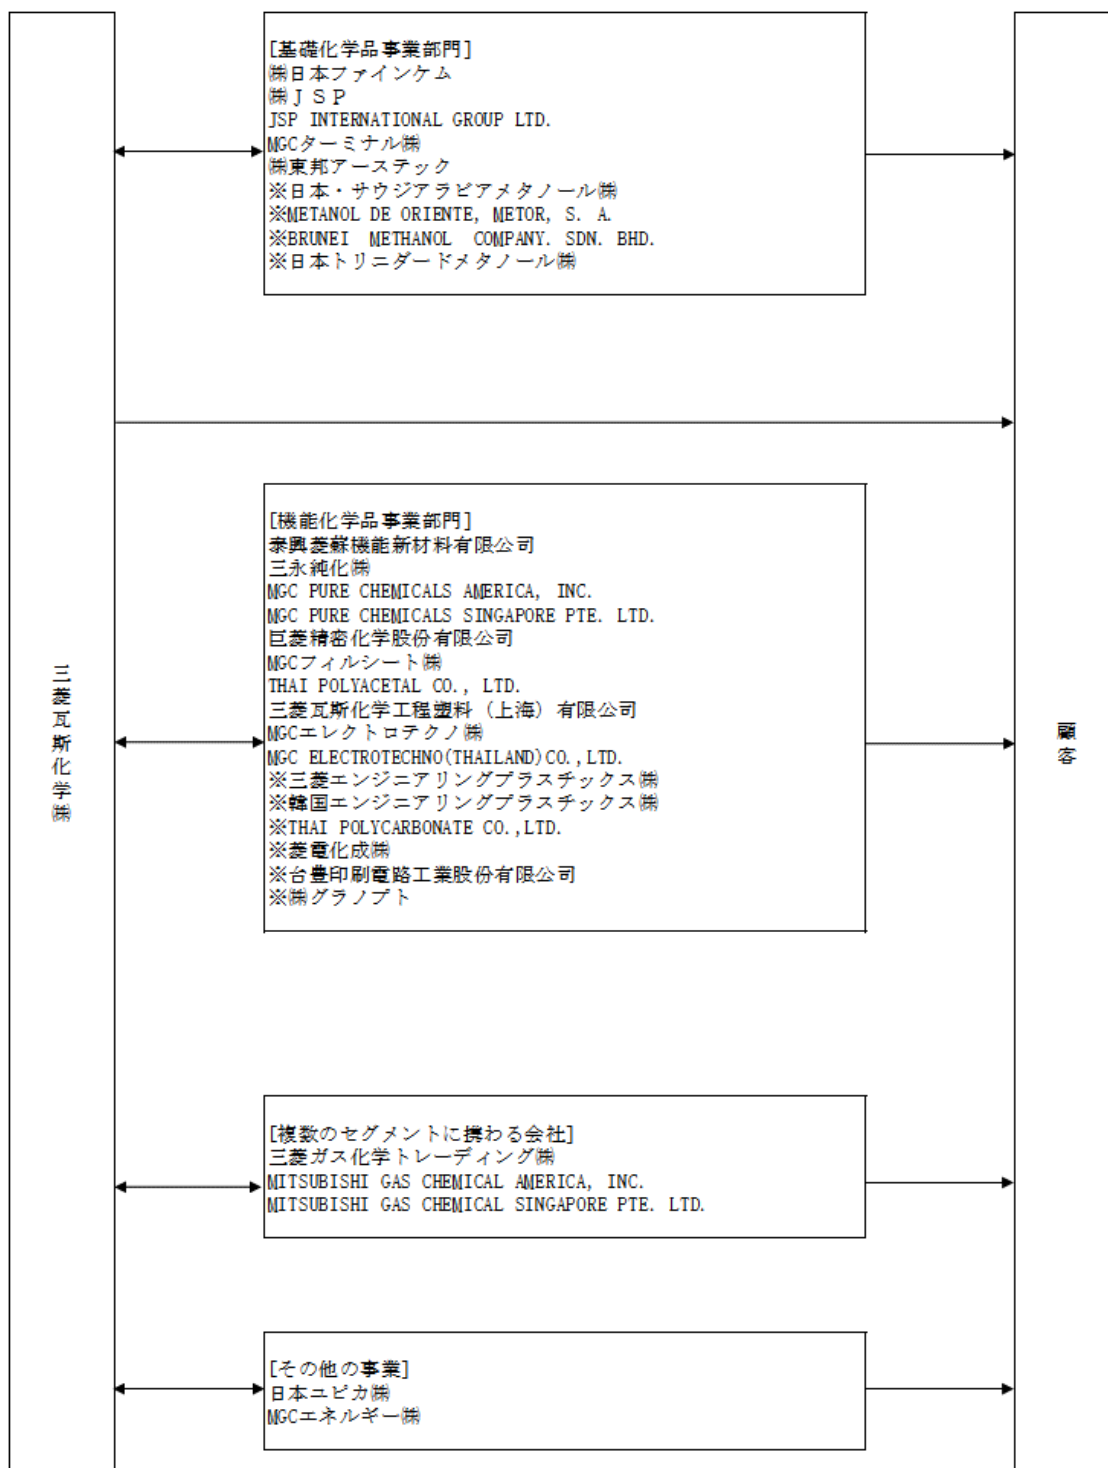 [基礎化学品事業部門]
㈱日本ファインケム
㈱ＪＳＰ
JSP INTERNATIONAL GROUP LTD.
MGCターミナル㈱
㈱東邦アーステック
※日本・サウジアラビアメタノール㈱
※METANOL DE ORIENTE, METOR, S. A.
※BRUNEI METHANOL COMPANY. SDN. BHD.
※日本トリニダードメタノール㈱
[機能化学品事業部門]
泰興菱蘇機能新材料有限公司
三永純化㈱
MGC PURE CHEMICALS AMERICA, INC.
MGC PURE CHEMICALS SINGAPORE PTE. LTD.
巨菱精密化学股份有限公司
MGCフィルシート㈱
THAI POLYACETAL CO., LTD.
三菱瓦斯化学工程塑料（上海）有限公司
MGCエレクトロテクノ㈱
MGC ELECTROTECHNO(THAILAND)CO.,LTD.
※三菱エンジニアリングプラスチックス㈱
※韓国エンジニアリングプラスチックス㈱
※THAI POLYCARBONATE CO.,LTD.
※菱電化成㈱
※台豊印刷電路工業股份有限公司
※㈱グラノプト
三菱瓦斯化学㈱
顧客
[複数のセグメントに携わる会社]
三菱ガス化学トレーディング㈱
MITSUBISHI GAS CHEMICAL AMERICA, INC.
MITSUBISHI GAS CHEMICAL SINGAPORE PTE. LTD.
[その他の事業]
日本ユピカ㈱
MGCエネルギー㈱